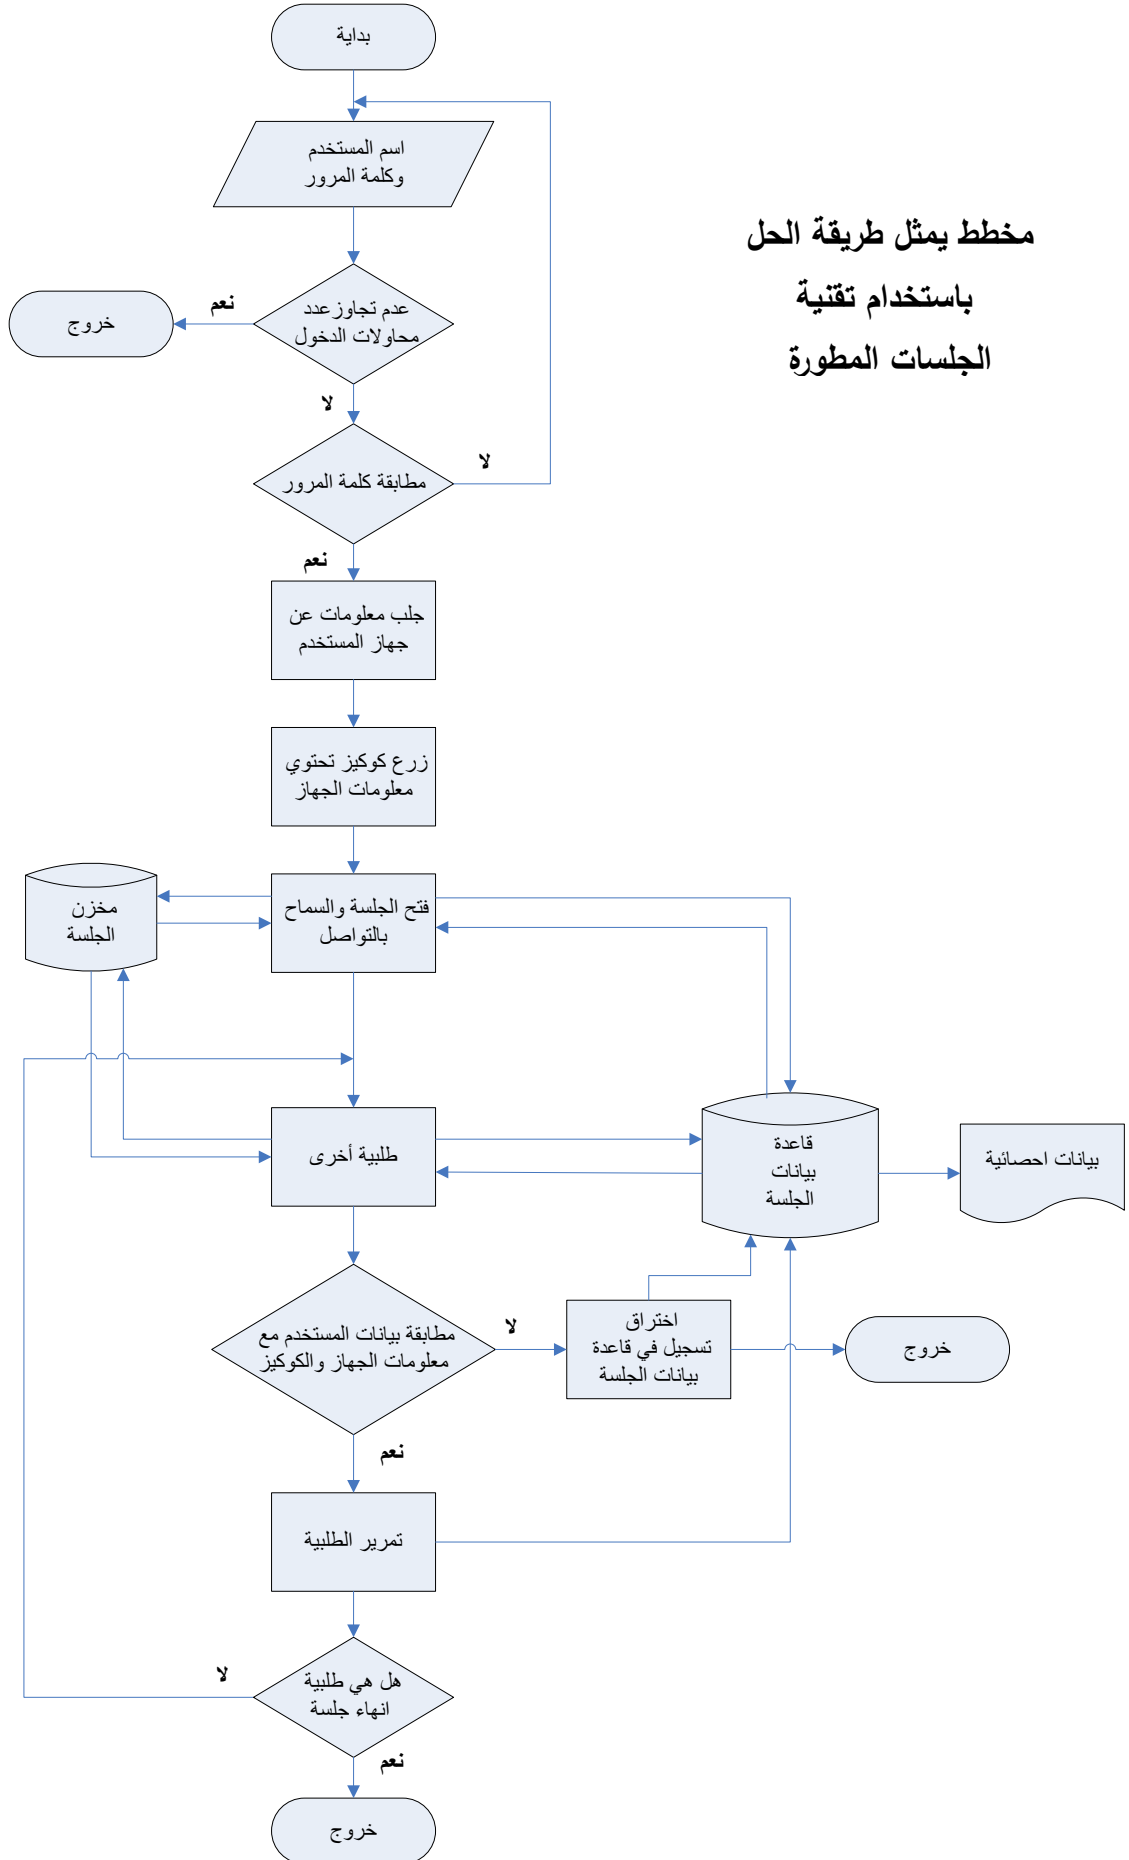 بداية
اسم المستخدم
وكلمة المرور
مخطط يمثل طريقة الحل
باستخدام تقنية
الجلسات المطورة
عدم تجاوز عدد
محاولات الدخول
نعم
خروج
لا
مطابقة كلمة المرور
لا
نعم
جلب معلومات عن
جهاز المستخدم
زرع كوكيز تحتوي
معلومات الجهاز
فتح الجلسة والسماح
بالتواصل
مخزن
الجلسة
طلبية أخرى
قاعدة
بيانات
الجلسة
بيانات احصائية
مطابقة بيانات المستخدم مع
معلومات الجهاز والكوكيز
لا
اختراق
تسجيل في قاعدة
بيانات الجلسة
خروج
نعم
تمرير الطلبية
هل هي طلبية
انهاء جلسة
لا
نعم
خروج